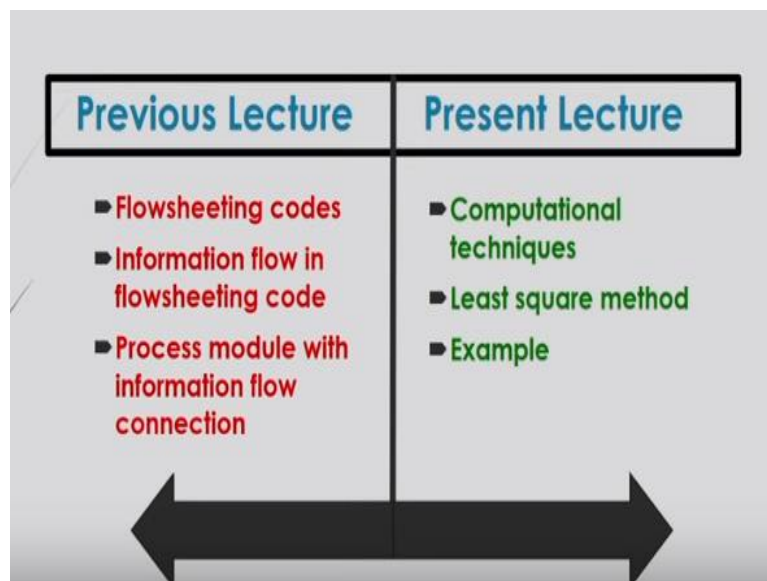 Previous Lecture
Present Lecture
Flowsheeting codes
Information flow in
flowsheeting code
Process module with
information flow
connection
Computational
techniques
Least square method
Example